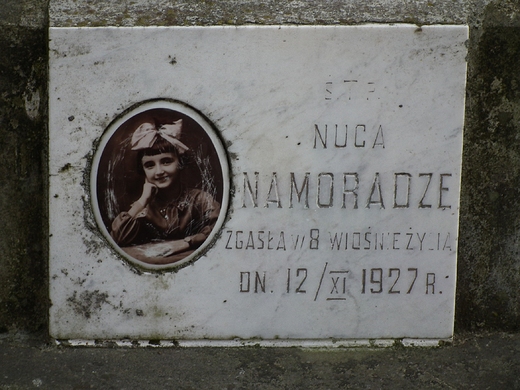 Ś.T.P.
NUCA
NAMORADZE
ZGASŁA W 8 WIOŚNIE ŻYCIA
DN. 12/XI 1927 R.